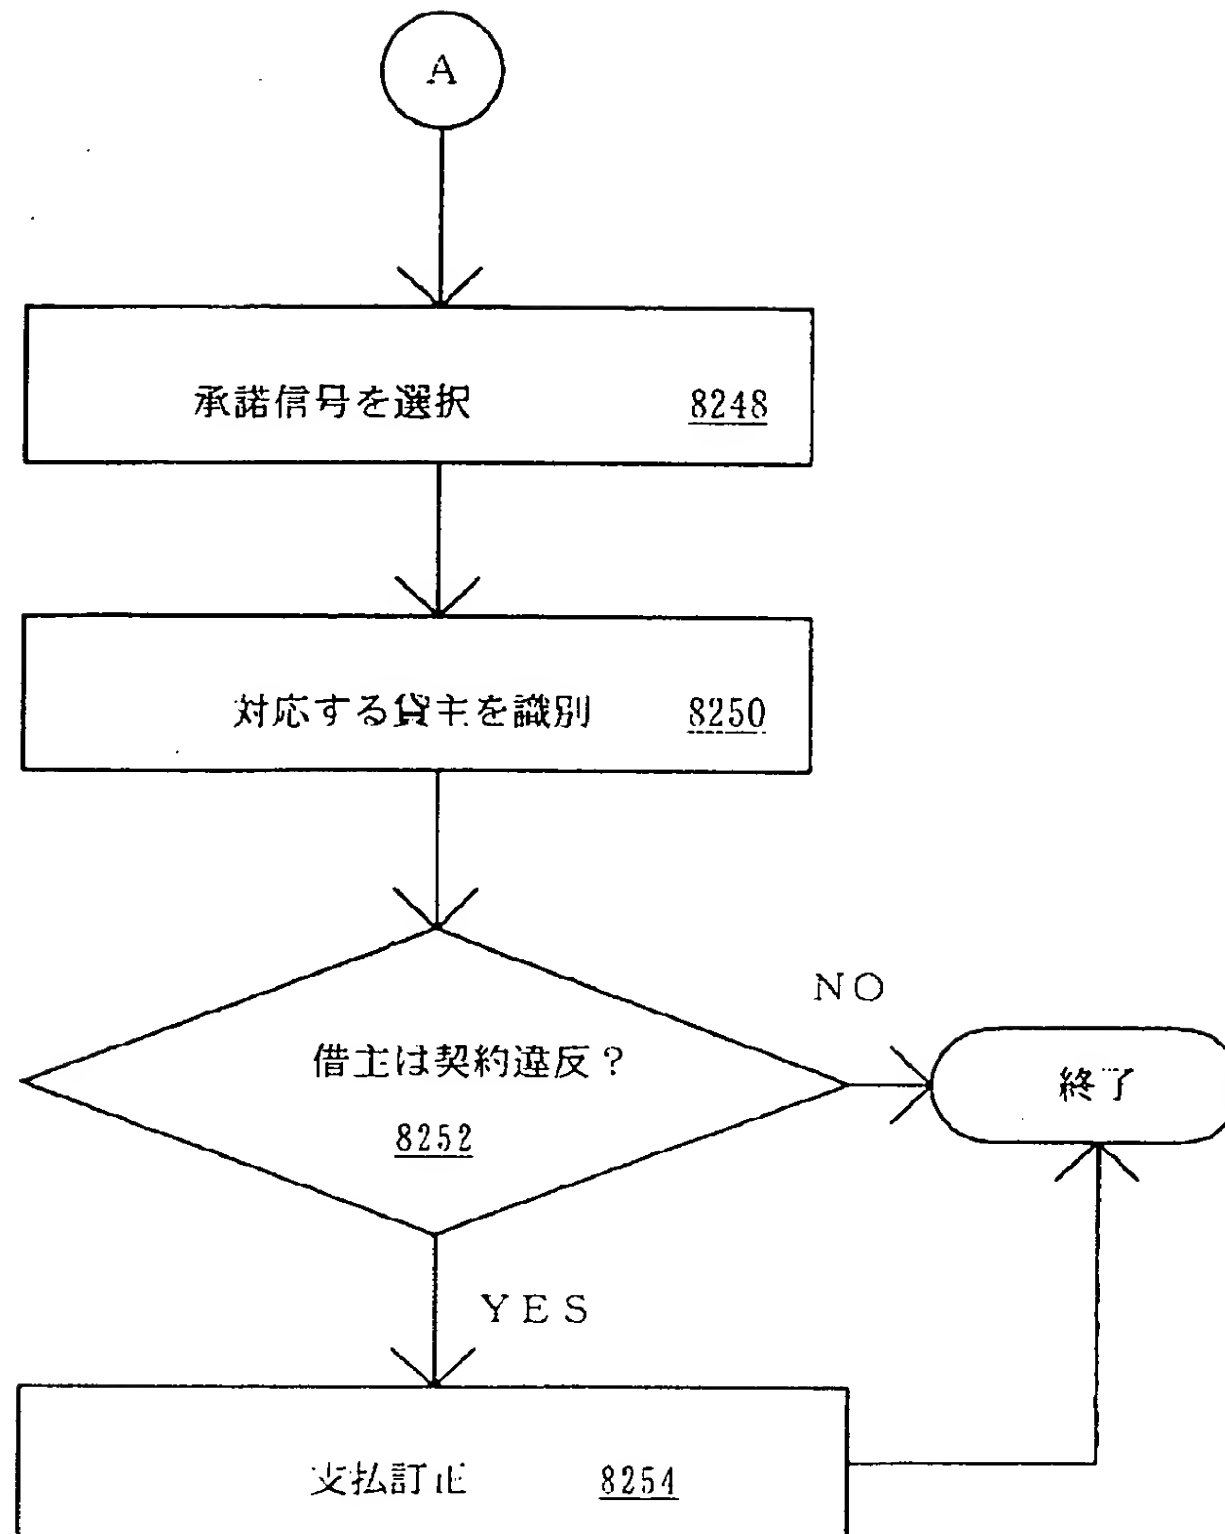 A
承諾信号を選択 8248
対応する貸主を識別 8250
NO
借主は契約違反？
8252
終了
YES
支払訂正 8254